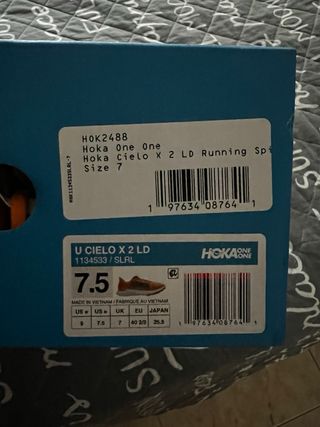 HOK2488
Hoka One One
Hoka Cielo X 2 LD Running Spi
Size 7
1 97634 08764 1
U CIELO X 2 LD
1134533 / SLRL
HOKA ONE ONE
7.5
MADE IN VIETNAM / FABRIQUÉ AU VIETNAM
US US UK EU JAPAN
9 7.5 7 40 2/3 25.5
1 97634 08764 1